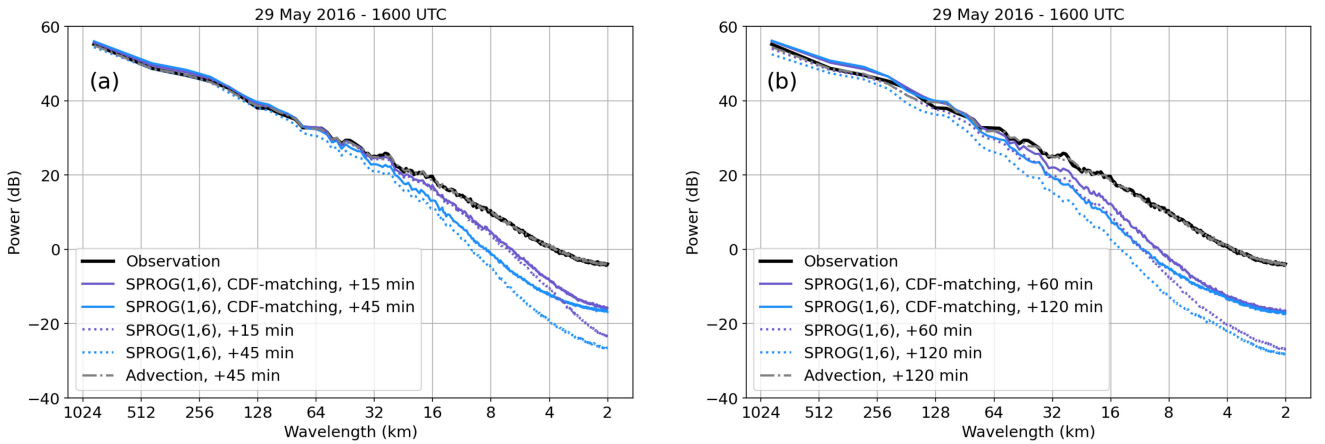 29 May 2016 - 1600 UTC
(a)
Power (dB)
60
40
20
0
−20
−40
Observation
SPROG(1,6), CDF-matching, +15 min
SPROG(1,6), CDF-matching, +45 min
SPROG(1,6), +15 min
SPROG(1,6), +45 min
Advection, +45 min
1024 512 256 128 64 32 16 8 4 2
Wavelength (km)
29 May 2016 - 1600 UTC
(b)
Power (dB)
60
40
20
0
−20
−40
Observation
SPROG(1,6), CDF-matching, +60 min
SPROG(1,6), CDF-matching, +120 min
SPROG(1,6), +60 min
SPROG(1,6), +120 min
Advection, +120 min
1024 512 256 128 64 32 16 8 4 2
Wavelength (km)